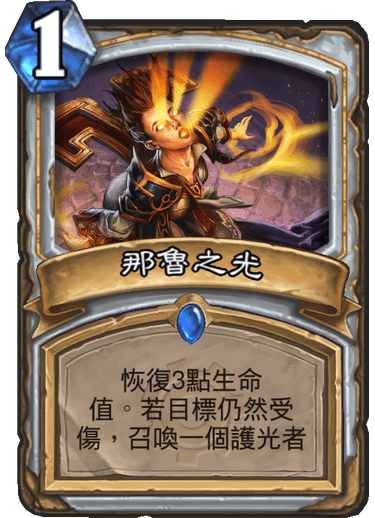 1
那魯之光
恢復3點生命
值。若目標仍然受
傷，召喚一個護光者